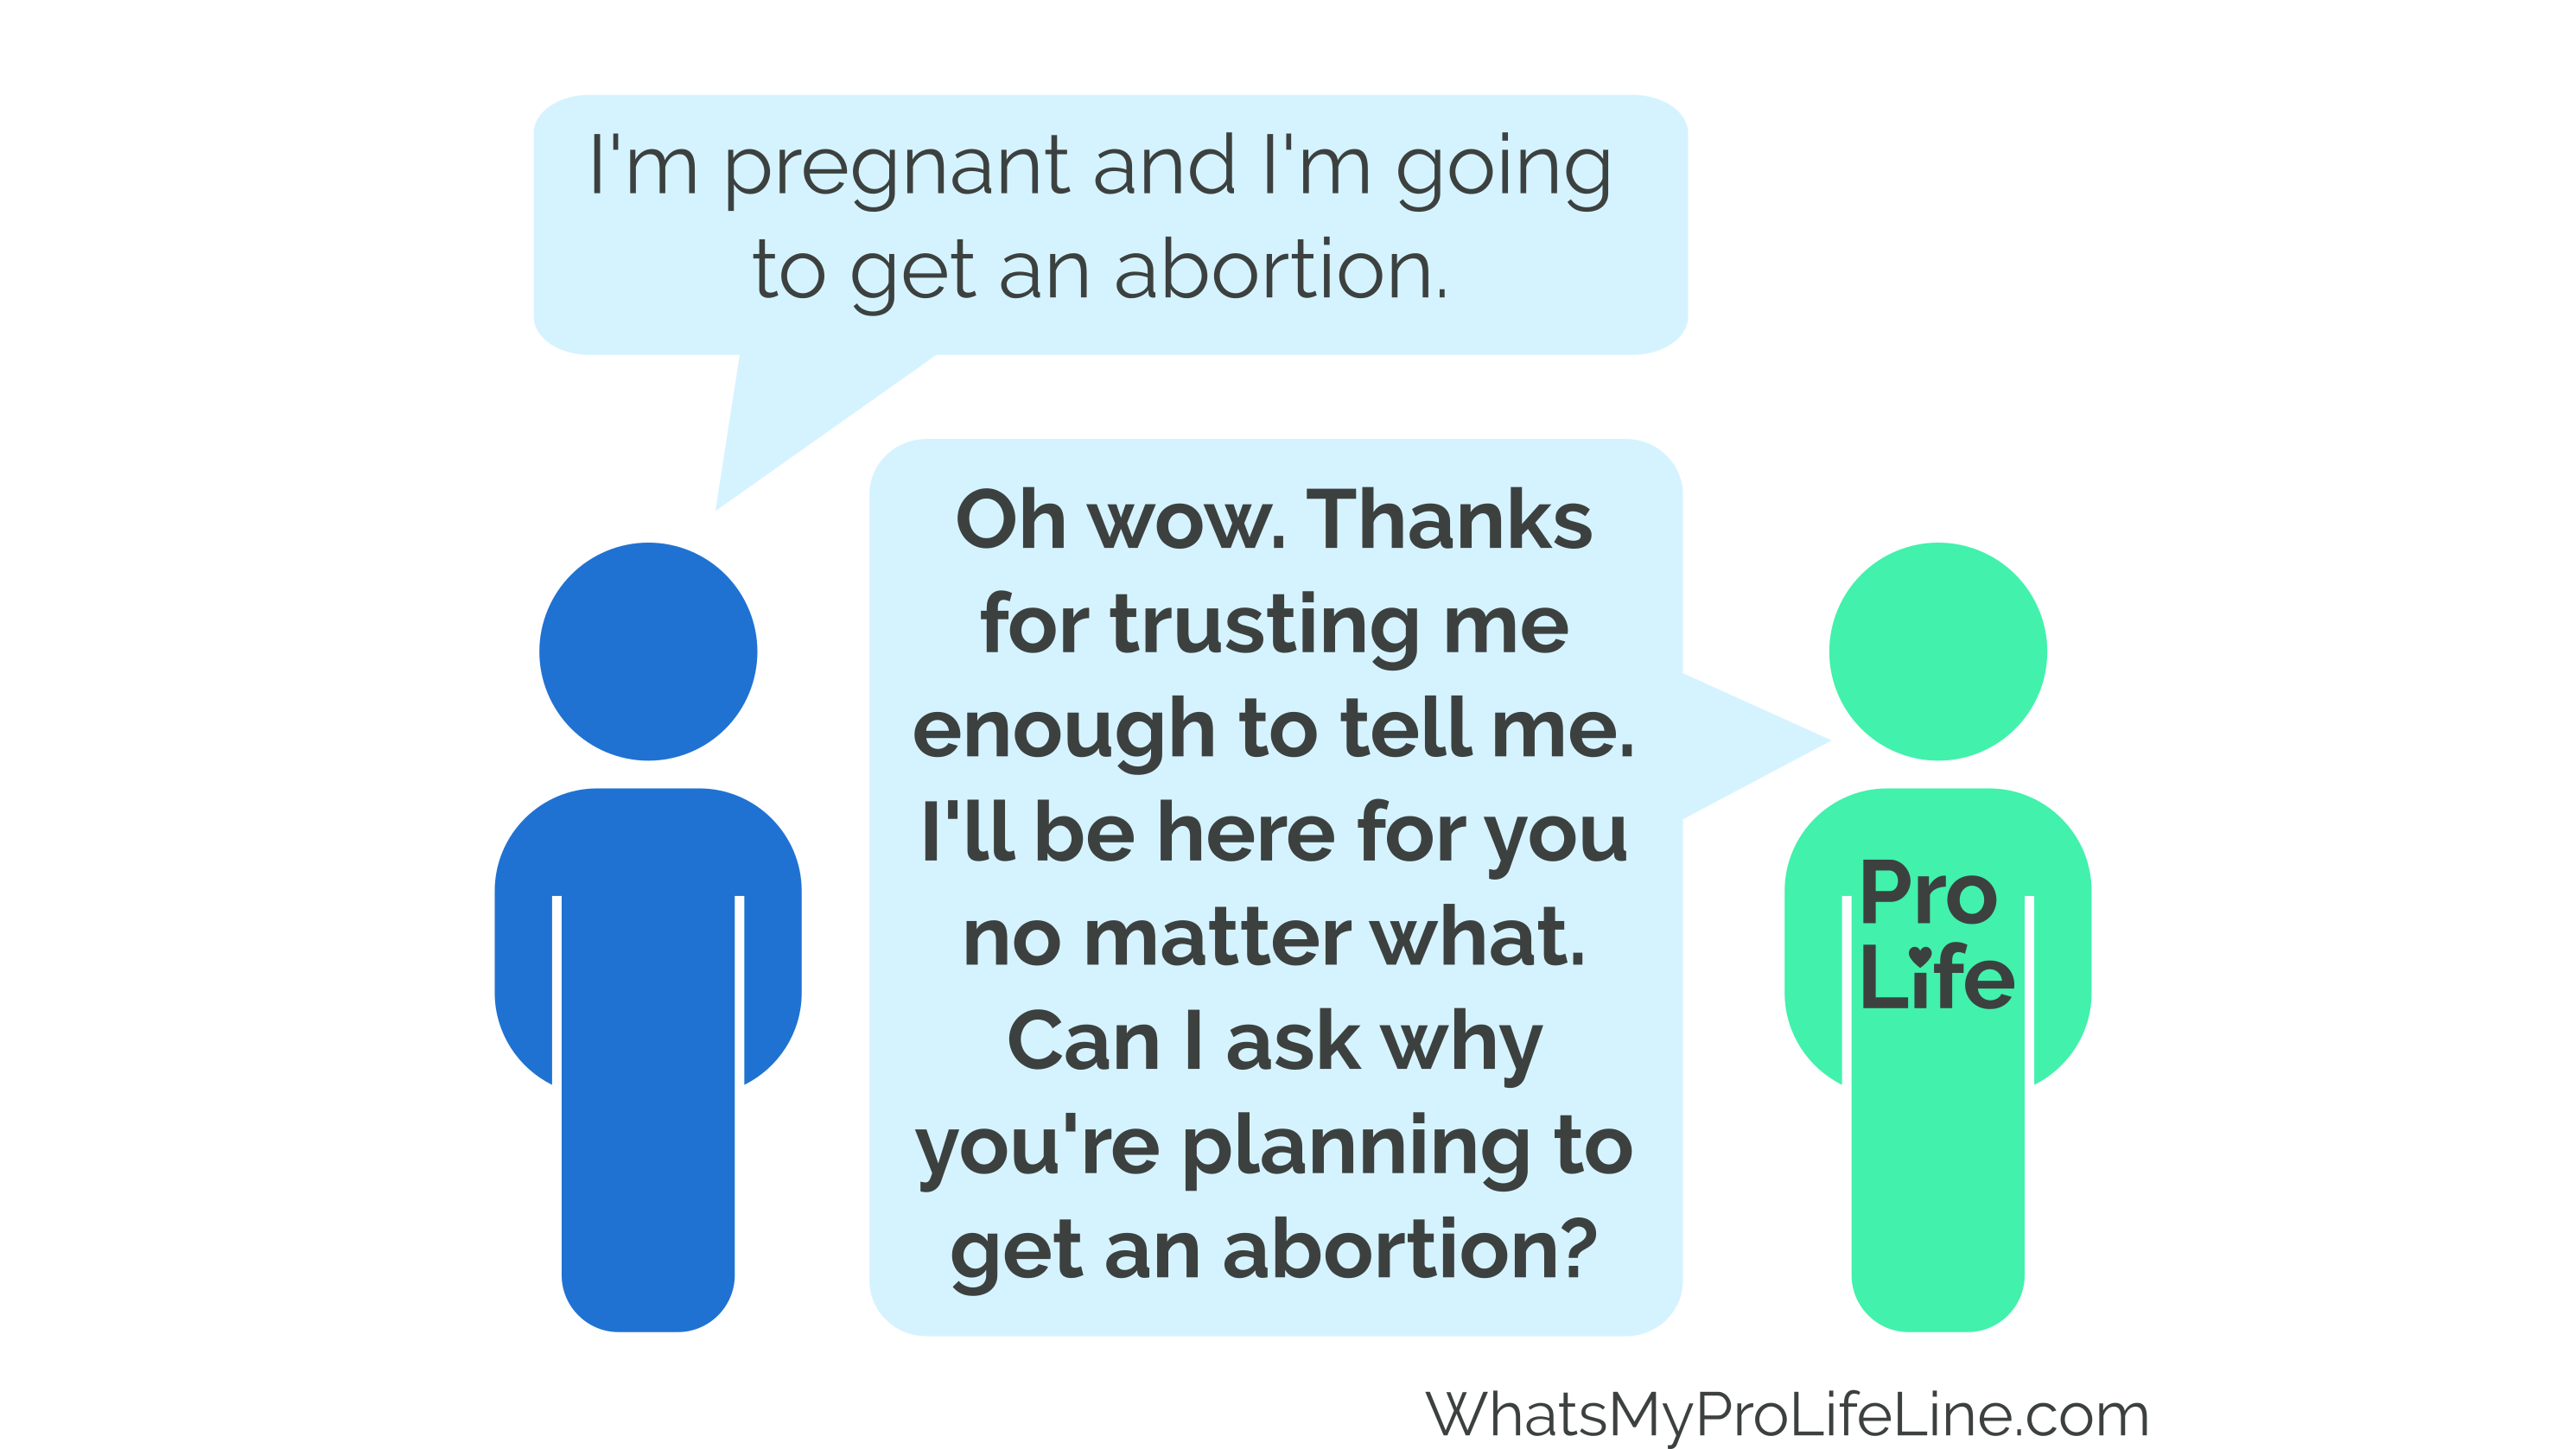 I'm pregnant and I'm going
to get an abortion.
Oh wow. Thanks
for trusting me
enough to tell me.
I'll be here for you
no matter what.
Can I ask why
you're planning to
get an abortion?
Pro
Life
WhatsMyProLifeLine.com